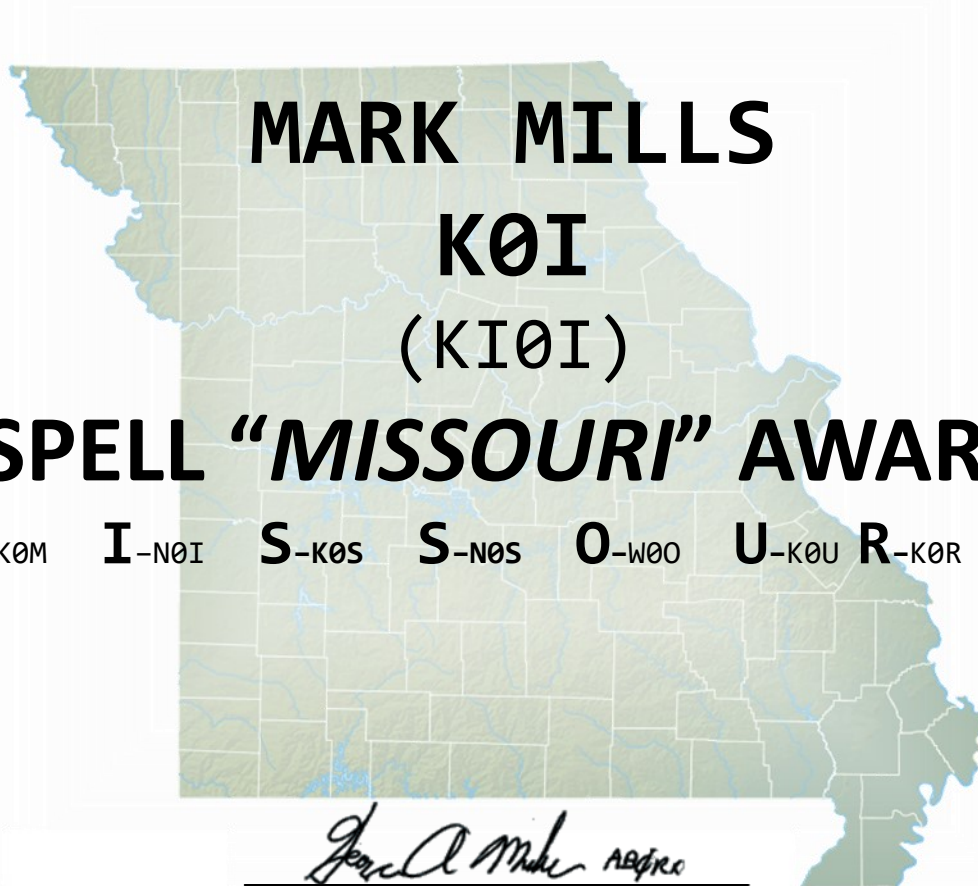 MARK MILLS
K0I
(KI0I)
SPELL “MISSOURI” AWAR
K0M I–N0I S–K0S S–N0S O–W0O U–K0U R–K0R